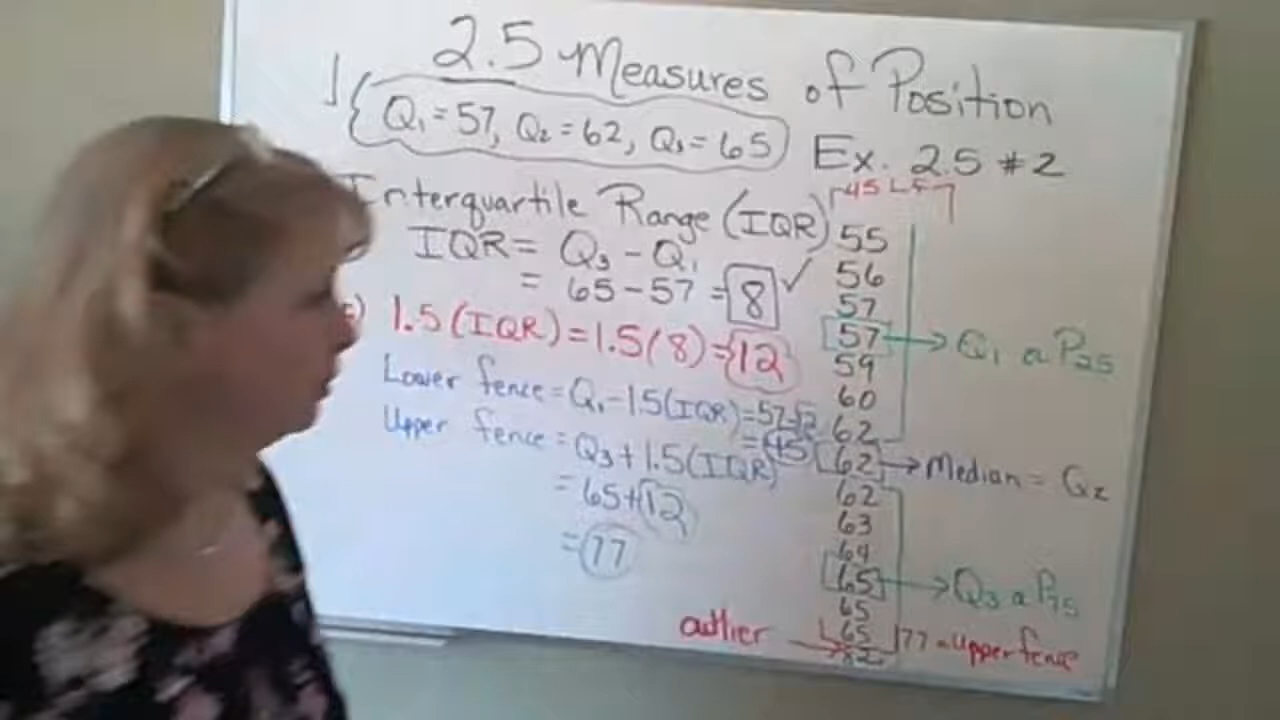 2.5 Measures of Position
Q₁ = 57, Q₂ = 62, Q₃ = 65
Ex. 2.5 #2
Interquartile Range (IQR)
IQR = Q₃ - Q₁
= 65 - 57 = 8 ✓
1.5(IQR) = 1.5(8) = 12
Lower fence = Q₁ - 1.5(IQR) = 57 - 12
= 45
Upper fence = Q₃ + 1.5(IQR)
= 65 + 12
= 77
45 LF
55
56
57
57 → Q₁ a P₂₅
59
60
62
62 → Median = Q₂
62
63
64
65 → Q₃ a P₇₅
65
65
77 = Upper fence
outlier → 82